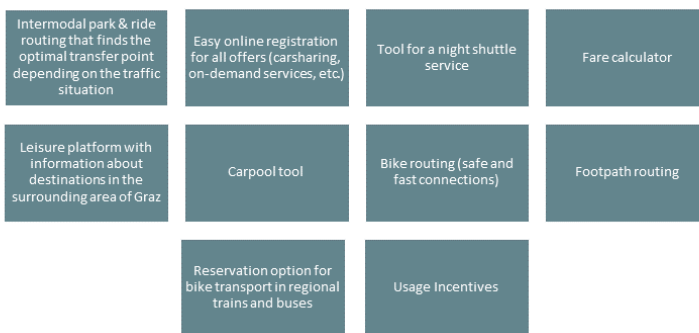 Intermodal park & ride
routing that finds the
optimal transfer point
depending on the traffic
situation
Easy online registration
for all offers (carsharing,
on-demand services, etc.)
Tool for a night shuttle
service
Fare calculator
Leisure platform with
information about
destinations in the
surrounding area of Graz
Carpool tool
Bike routing (safe and
fast connections)
Footpath routing
Reservation option for
bike transport in regional
trains and buses
Usage Incentives